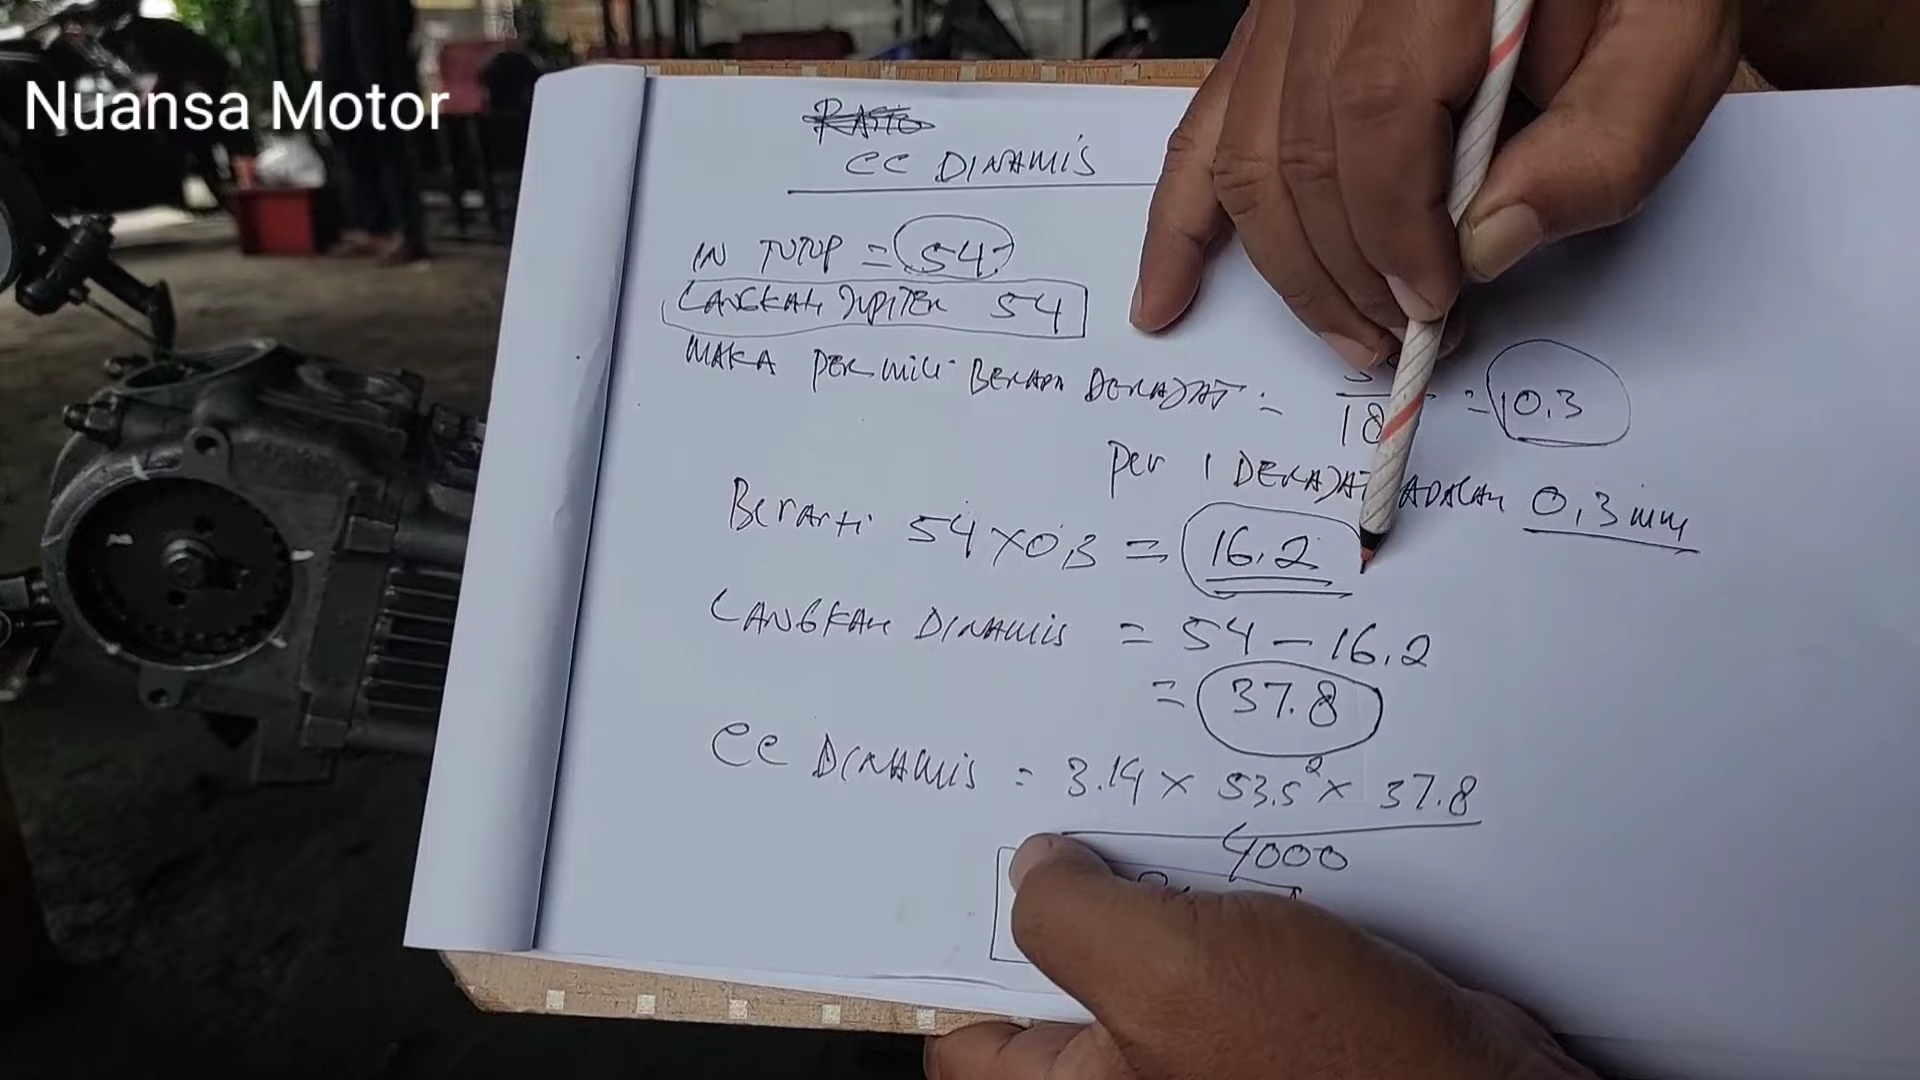 Nuansa Motor
CC DINAMIS
IN TUTUP = 54
LANGKAH JUPITER 54
MAKA PER MILI BERAPA DERAJAT = 18 = 0.3
Per 1 DERAJAT ADALAH 0,3 mm
Berarti 54 x 0.3 = 16.2
LANGKAH DINAMIS = 54 - 16.2
= 37.8
CC DINAMIS = 3.14 x 53.5² x 37.8
4000